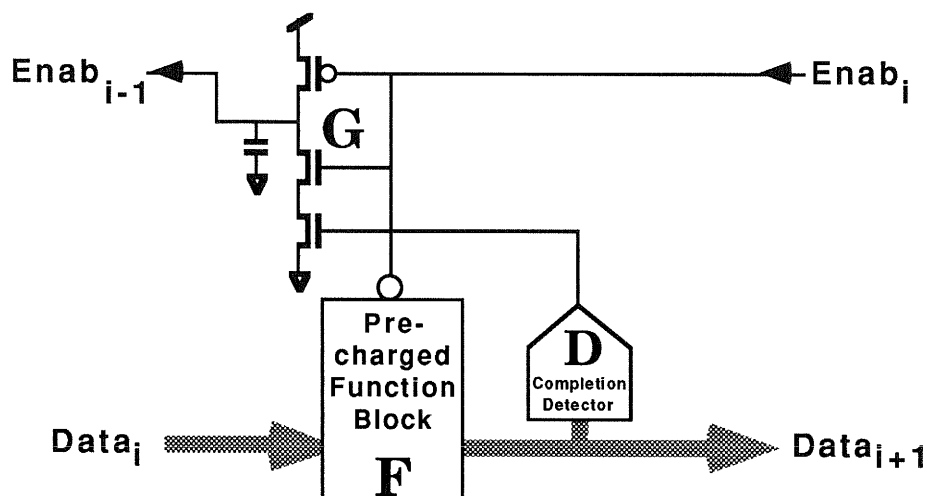 Enab i-1
Enab i
G
Pre-
charged
Function
Block
F
D
Completion
Detector
Data i
Data i+1